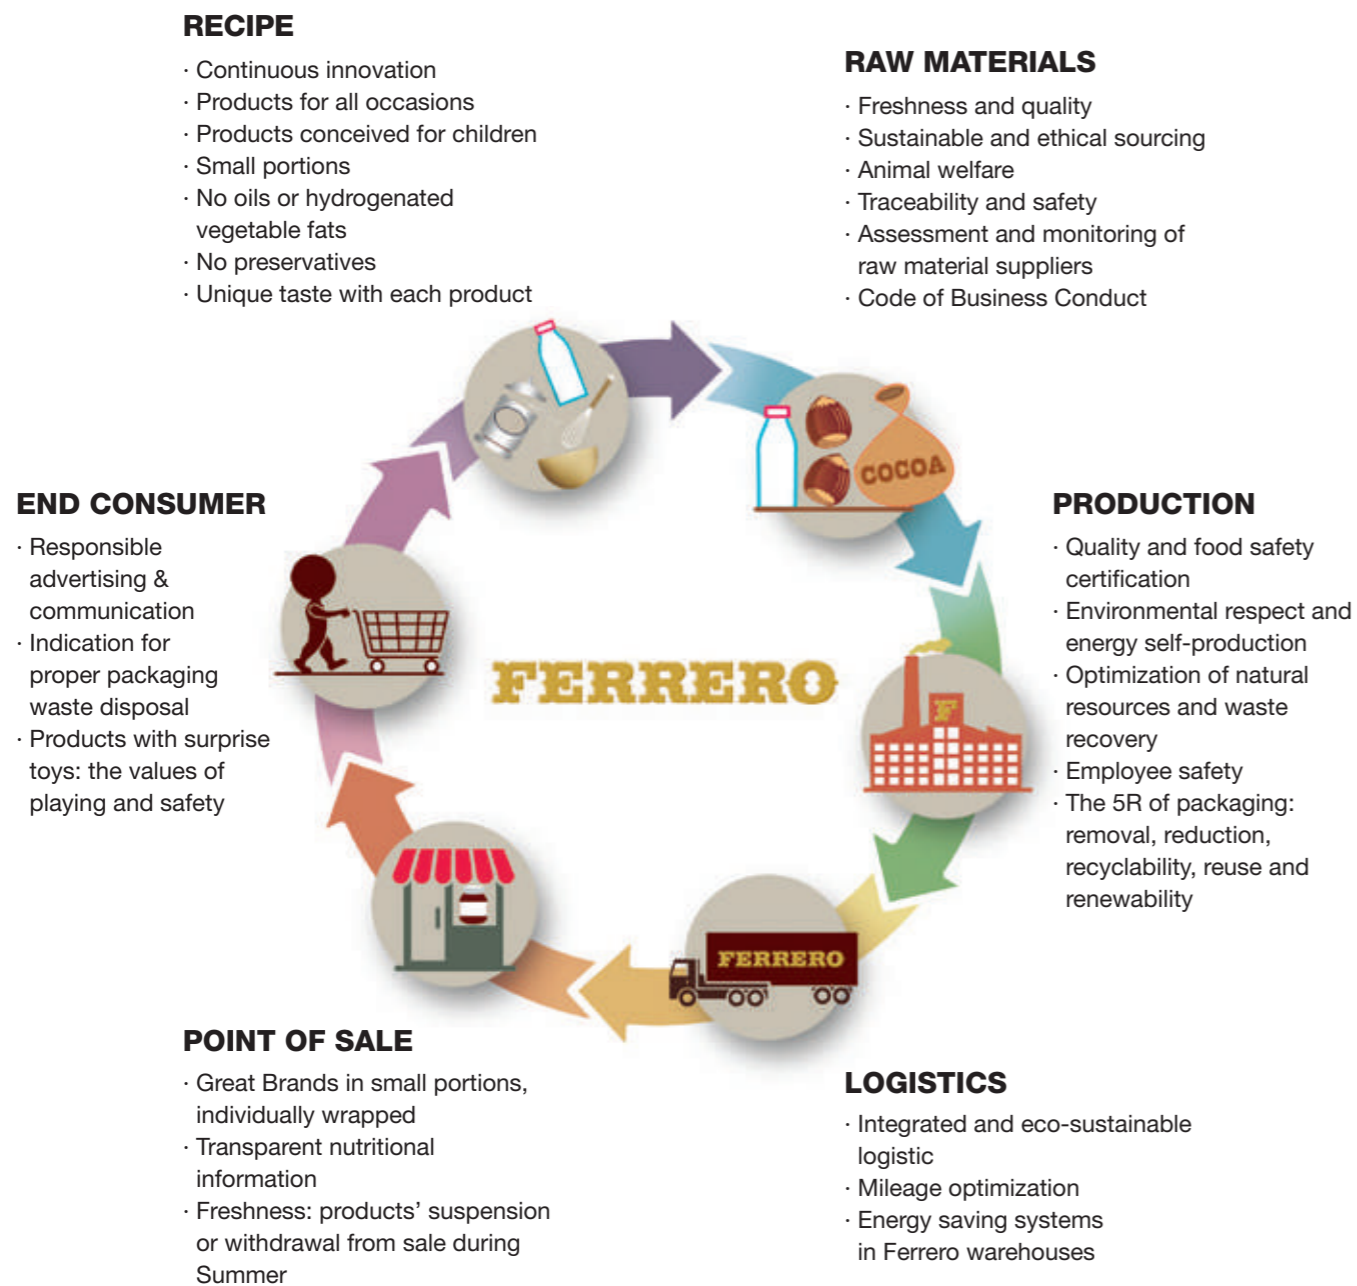 RECIPE
· Continuous innovation
· Products for all occasions
· Products conceived for children
· Small portions
· No oils or hydrogenated
vegetable fats
· No preservatives
· Unique taste with each product
RAW MATERIALS
· Freshness and quality
· Sustainable and ethical sourcing
· Animal welfare
· Traceability and safety
· Assessment and monitoring of
raw material suppliers
· Code of Business Conduct
COCOA
END CONSUMER
· Responsible
advertising &
communication
· Indication for
proper packaging
waste disposal
· Products with surprise
toys: the values of
playing and safety
FERRERO
F
PRODUCTION
· Quality and food safety
certification
· Environmental respect and
energy self-production
· Optimization of natural
resources and waste
recovery
· Employee safety
· The 5R of packaging:
removal, reduction,
recyclability, reuse and
renewability
FERRERO
POINT OF SALE
· Great Brands in small portions,
individually wrapped
· Transparent nutritional
information
· Freshness: products’ suspension
or withdrawal from sale during
Summer
LOGISTICS
· Integrated and eco-sustainable
logistic
· Mileage optimization
· Energy saving systems
in Ferrero warehouses